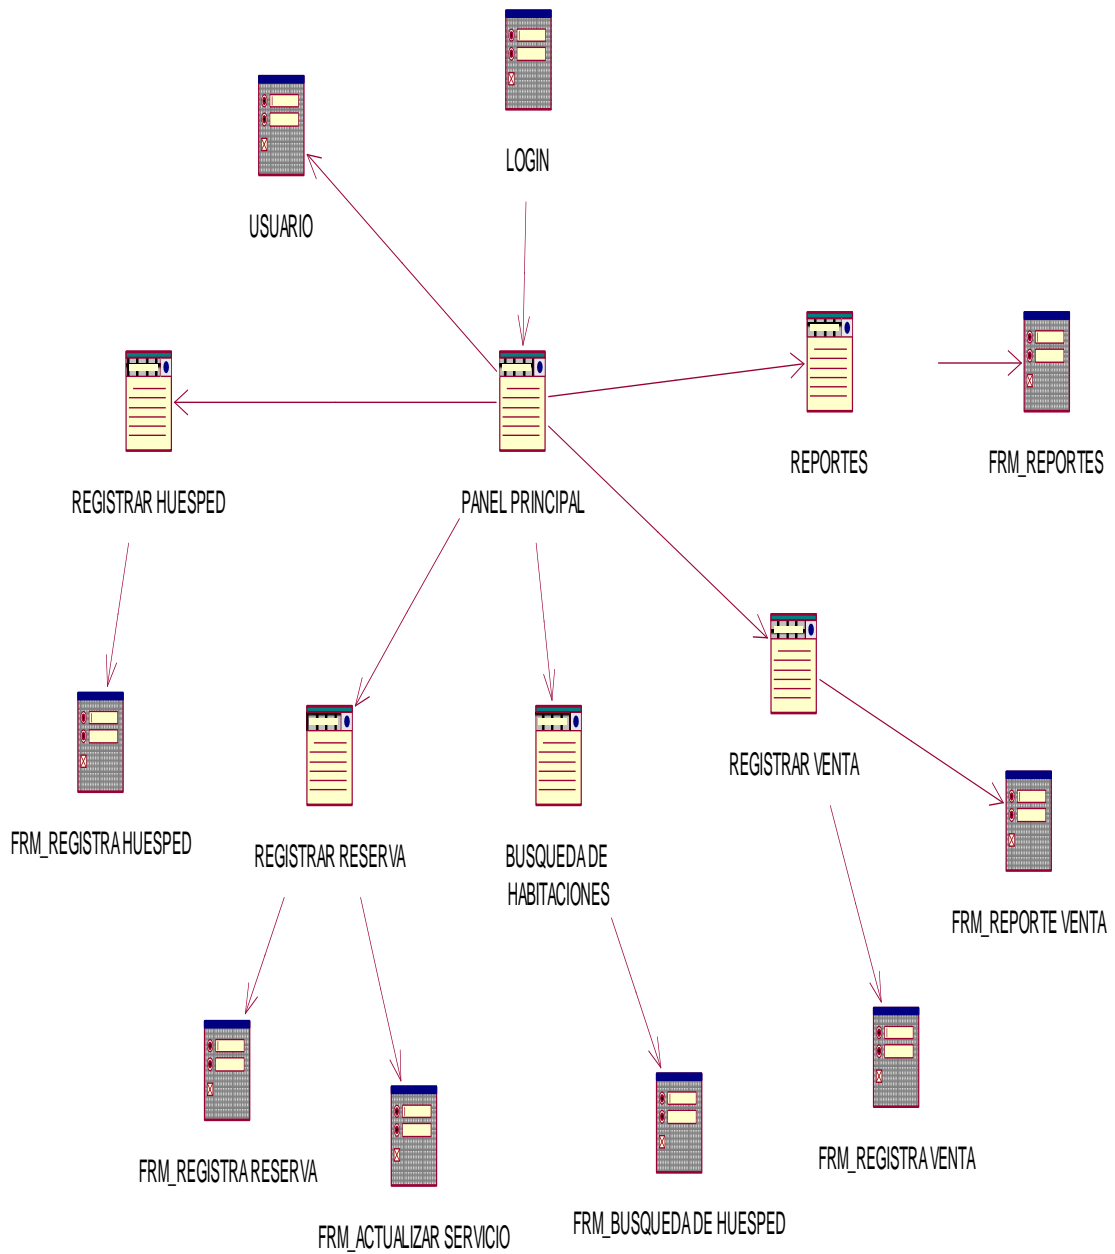 LOGIN
USUARIO
REPORTES
FRM_REPORTES
REGISTRAR HUESPED
PANEL PRINCIPAL
REGISTRAR VENTA
FRM_REGISTRA HUESPED
REGISTRAR RESERVA
BUSQUEDA DE
HABITACIONES
FRM_REPORTE VENTA
FRM_REGISTRA RESERVA
FRM_REGISTRA VENTA
FRM_ACTUALIZAR SERVICIO
FRM_BUSQUEDA DE HUESPED